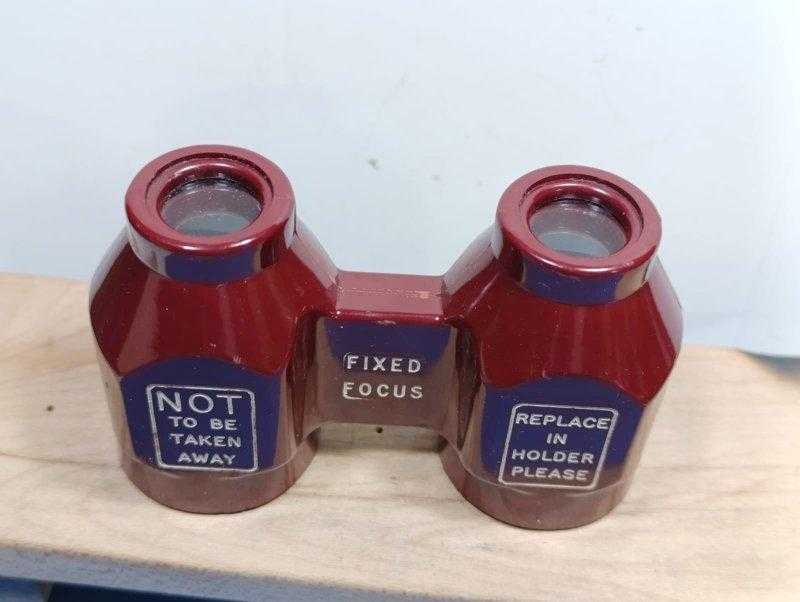 NOT
TO BE
TAKEN
AWAY
FIXED
FOCUS
REPLACE
IN
HOLDER
PLEASE